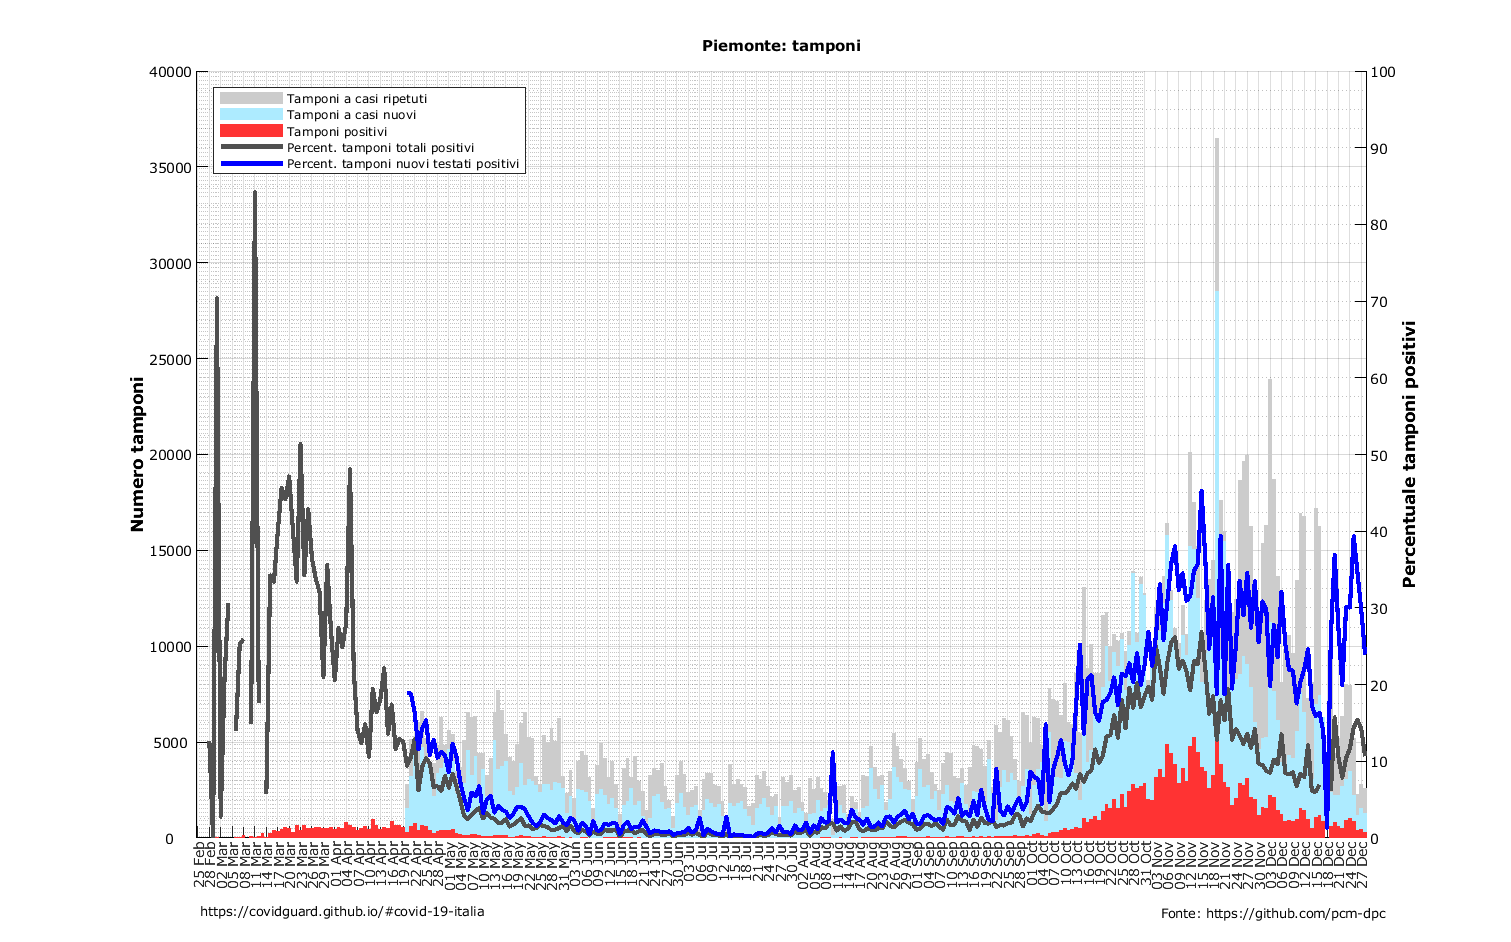 Piemonte: tamponi
Tamponi a casi ripetuti
Tamponi a casi nuovi
Tamponi positivi
Percent. tamponi totali positivi
Percent. tamponi nuovi testati positivi
Numero tamponi
40000
35000
30000
25000
20000
15000
10000
5000
0
100
90
80
70
60
50
40
30
20
10
0
Percentuale tamponi positivi
25 Feb
28 Feb
02 Mar
05 Mar
08 Mar
11 Mar
14 Mar
17 Mar
20 Mar
23 Mar
26 Mar
29 Mar
01 Apr
04 Apr
07 Apr
10 Apr
13 Apr
16 Apr
19 Apr
22 Apr
25 Apr
28 Apr
01 May
04 May
07 May
10 May
13 May
16 May
19 May
22 May
25 May
28 May
31 May
03 Jun
06 Jun
09 Jun
12 Jun
15 Jun
18 Jun
21 Jun
24 Jun
27 Jun
30 Jun
03 Jul
06 Jul
09 Jul
12 Jul
15 Jul
18 Jul
21 Jul
24 Jul
27 Jul
30 Jul
02 Aug
05 Aug
08 Aug
11 Aug
14 Aug
17 Aug
20 Aug
23 Aug
26 Aug
29 Aug
01 Sep
04 Sep
07 Sep
10 Sep
13 Sep
16 Sep
19 Sep
22 Sep
25 Sep
28 Sep
01 Oct
04 Oct
07 Oct
10 Oct
13 Oct
16 Oct
19 Oct
22 Oct
25 Oct
28 Oct
31 Oct
03 Nov
06 Nov
09 Nov
12 Nov
15 Nov
18 Nov
21 Nov
24 Nov
27 Nov
30 Nov
03 Dec
06 Dec
09 Dec
12 Dec
15 Dec
18 Dec
21 Dec
24 Dec
27 Dec
https://covidguard.github.io/#covid-19-italia
Fonte: https://github.com/pcm-dpc